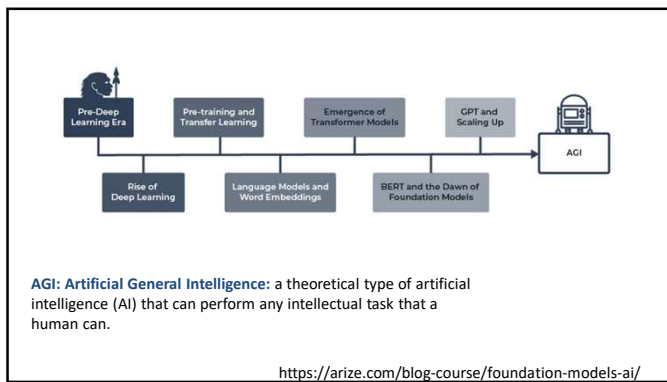 Pre-Deep
Learning Era
Pre-training and
Transfer Learning
Emergence of
Transformer Models
GPT and
Scaling Up
AGI
Rise of
Deep Learning
Language Models and
Word Embeddings
BERT and the Dawn of
Foundation Models
AGI: Artificial General Intelligence: a theoretical type of artificial
intelligence (AI) that can perform any intellectual task that a
human can.
https://arize.com/blog-course/foundation-models-ai/